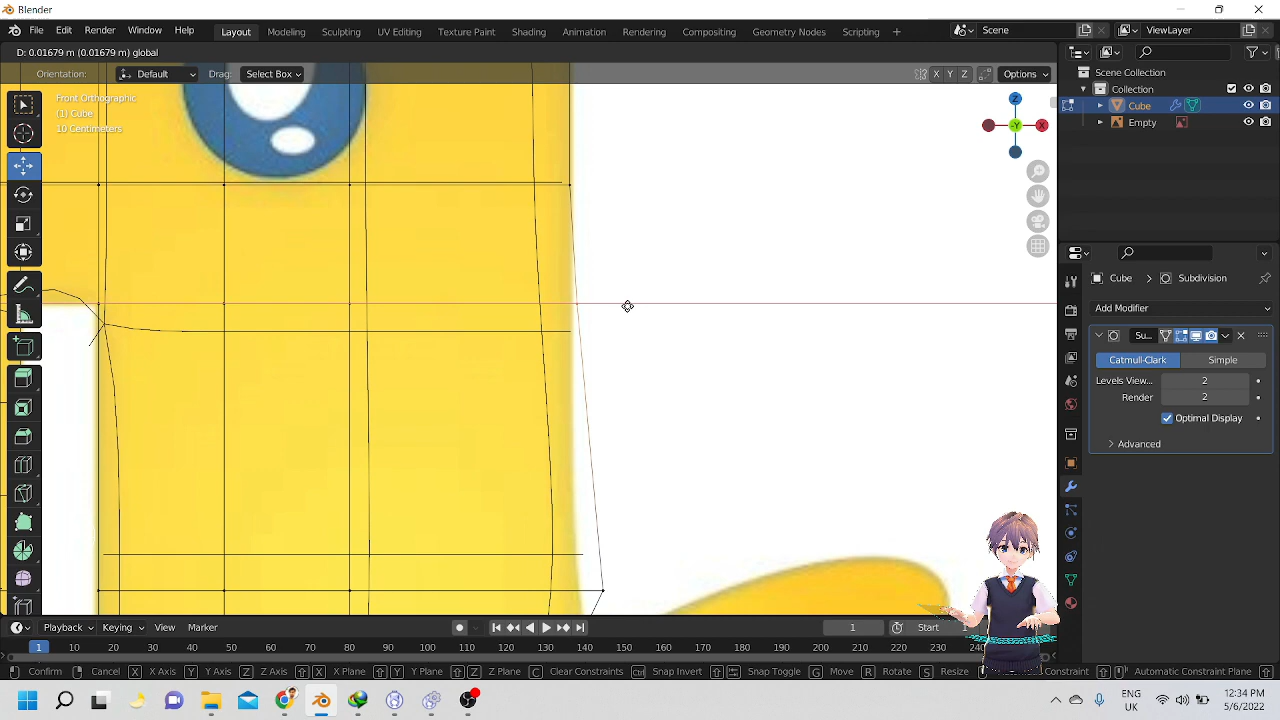 Blender
File Edit Render Window Help Layout Modeling Sculpting UV Editing Texture Paint Shading Animation Rendering Compositing Geometry Nodes Scripting + Scene ViewLayer
D: 0.01679 m (0.01679 m) global
Orientation: Default Drag: Select Box X Y Z Options
Front Orthographic
(1) Cube
10 Centimeters
Z
-Y X
Scene Collection
Collection
Cube
Empty
Cube > Subdivision
Add Modifier
Su...
Catmull-Clark Simple
Levels View... 2
Render 2
Optimal Display
Advanced
Playback Keying View Marker 1 Start 1
1 10 20 30 40 50 60 70 80 90 100 110 120 130 140 150 160 170 180 190 200 210 220 230 240
Confirm Cancel X X Axis Y Y Axis Z Z Axis X X Plane Y Y Plane Z Z Plane C Clear Constraints Ctrl Snap Invert Snap Toggle G Move R Rotate S Resize Automatic Constraint Automatic Constraint Plane
ENG
UK
12:34 PM
5/6/2022